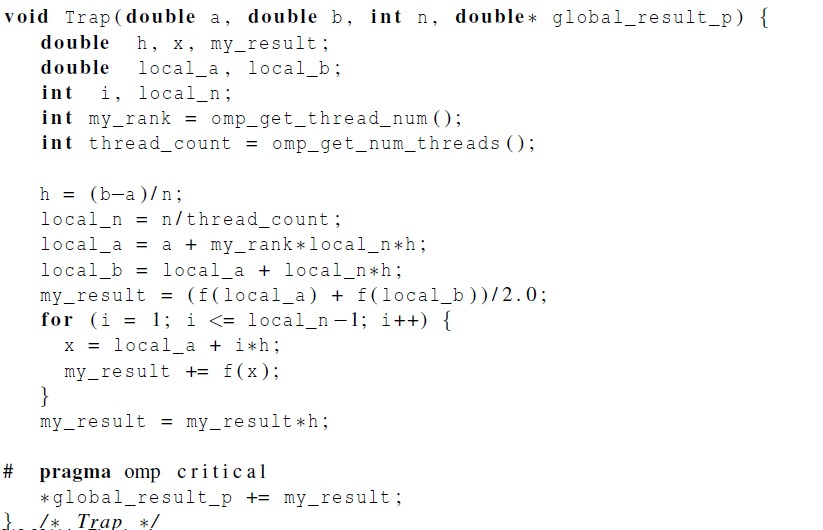 void Trap(double a, double b, int n, double* global_result_p) {
   double  h, x, my_result;
   double  local_a, local_b;
   int  i, local_n;
   int my_rank = omp_get_thread_num();
   int thread_count = omp_get_num_threads();

   h = (b−a)/n;
   local_n = n/thread_count;
   local_a = a + my_rank*local_n*h;
   local_b = local_a + local_n*h;
   my_result = (f(local_a) + f(local_b))/2.0;
   for (i = 1; i <= local_n−1; i++) {
     x = local_a + i*h;
     my_result += f(x);
   }
   my_result = my_result*h;

#  pragma omp critical
   *global_result_p += my_result;
}  /* Trap */